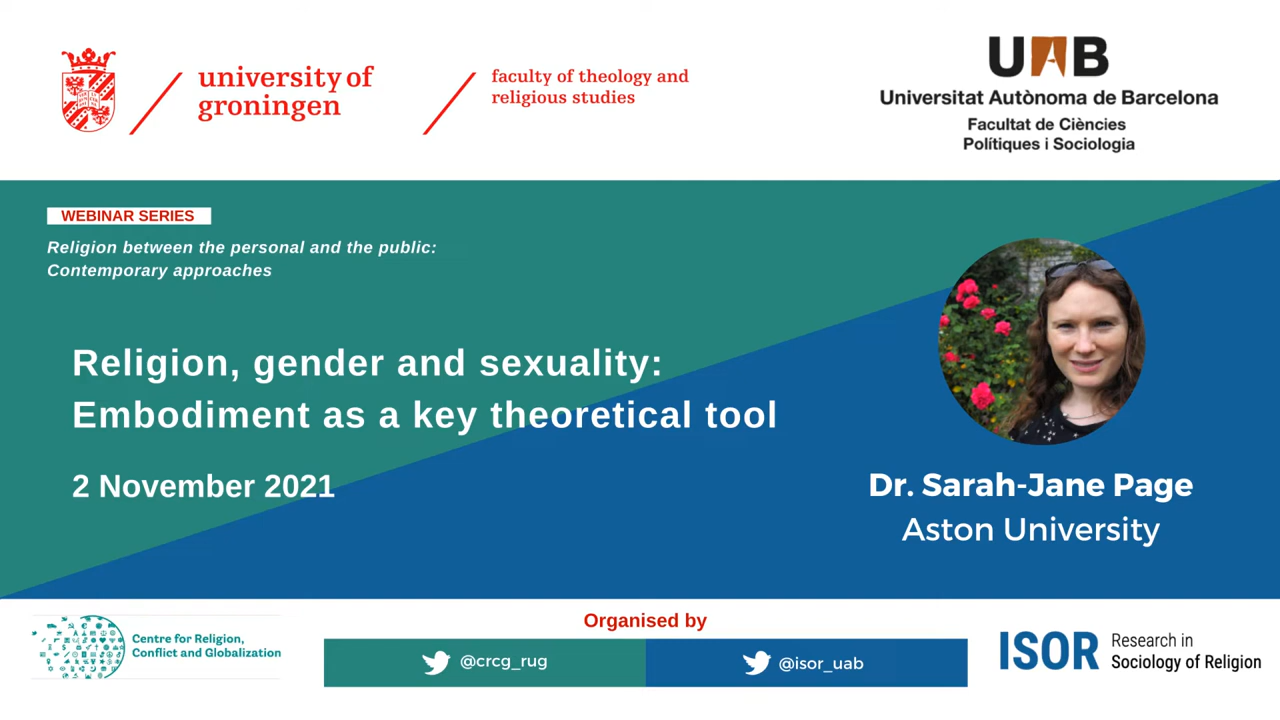 university of
groningen
faculty of theology and
religious studies
UAB
Universitat Autònoma de Barcelona
Facultat de Ciències
Polítiques i Sociologia
WEBINAR SERIES
Religion between the personal and the public:
Contemporary approaches
Religion, gender and sexuality:
Embodiment as a key theoretical tool
2 November 2021
Dr. Sarah-Jane Page
Aston University
Organised by
Centre for Religion,
Conflict and Globalization
@crcg_rug
@isor_uab
ISOR
Research in
Sociology of Religion